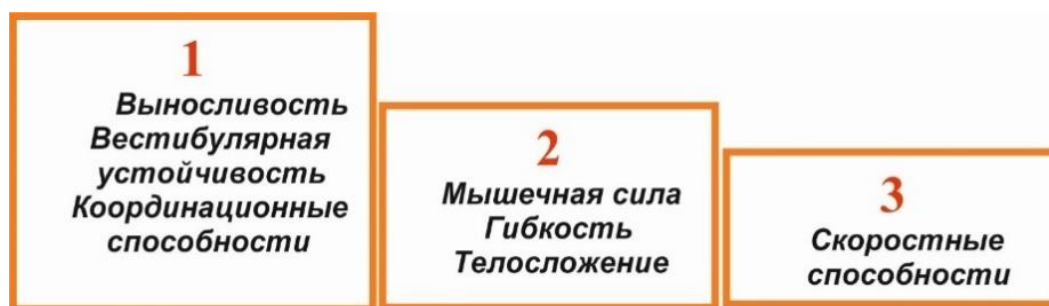 1
Выносливость
Вестибулярная
устойчивость
Координационные
способности
2
Мышечная сила
Гибкость
Телосложение
3
Скоростные
способности